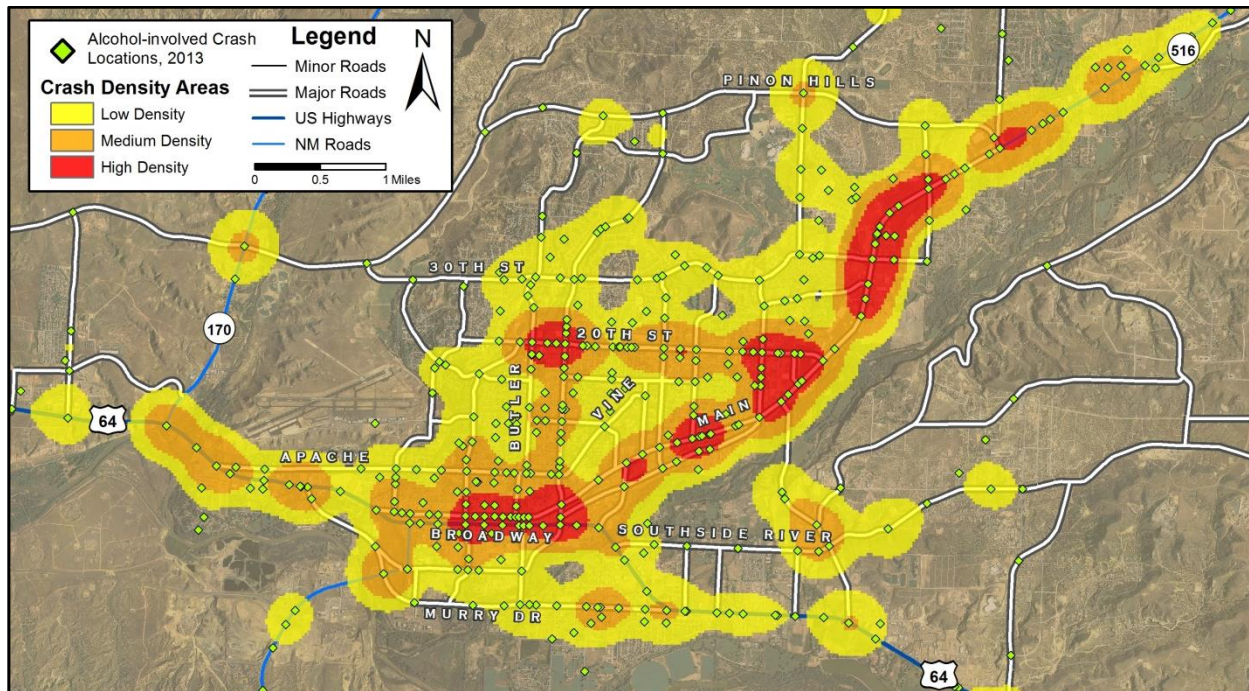 Alcohol-involved Crash
Locations, 2013
Legend
Minor Roads
Major Roads
US Highways
NM Roads
0 0.5 1 Miles
Crash Density Areas
Low Density
Medium Density
High Density
N
516
PINON HILLS
30TH ST
170
20TH ST
BUTLER
VINE
MAIN
64
APACHE
BROADWAY
SOUTHSIDE RIVER
MURRY DR
64